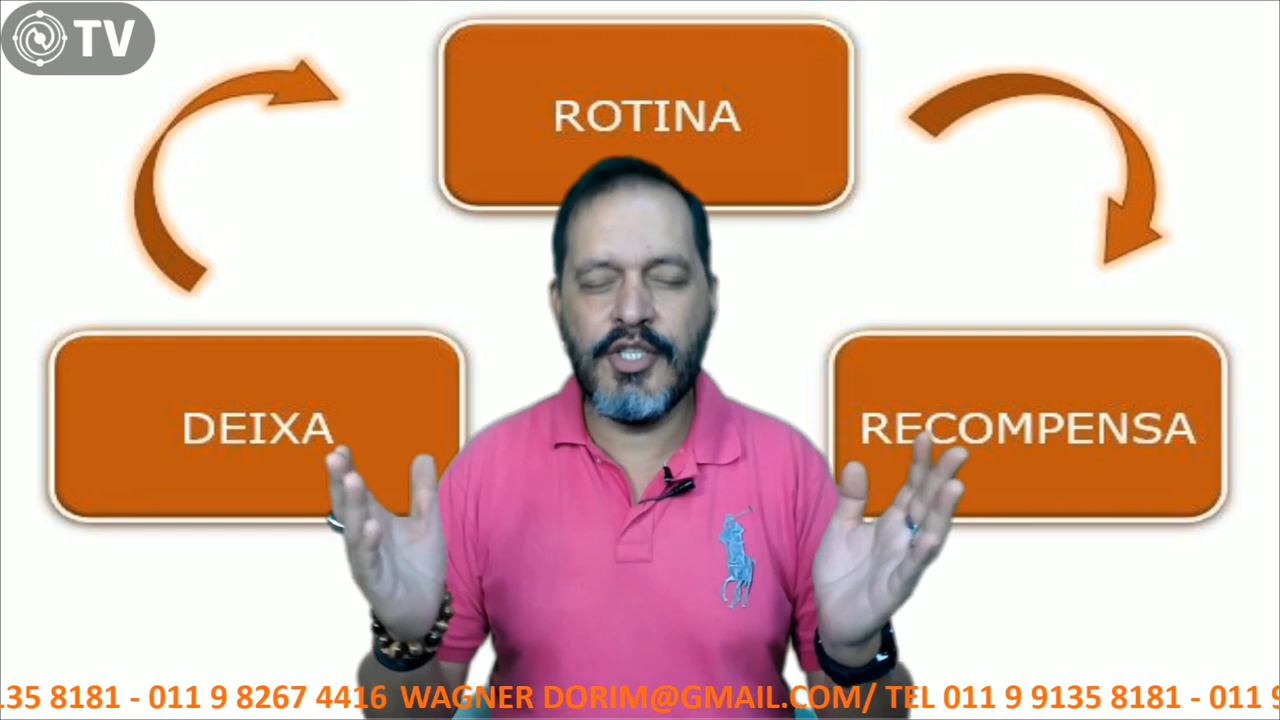 TV
ROTINA
DEIXA
RECOMPENSA
35 8181 - 011 9 8267 4416 WAGNER DORIM@GMAIL.COM/ TEL 011 9 9135 8181 - 011 9